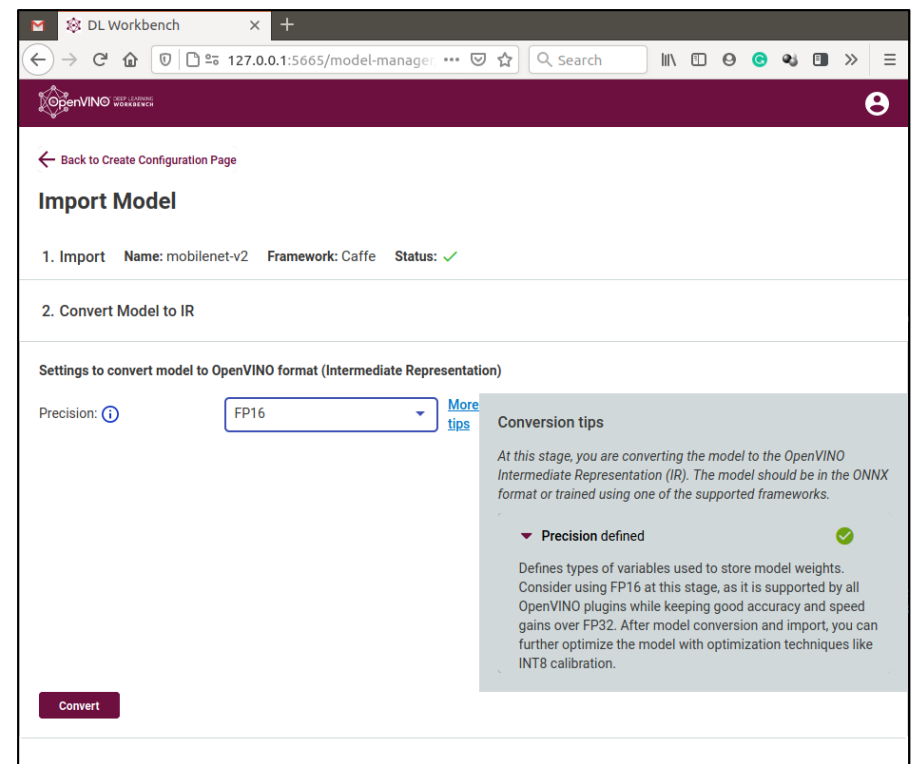 DL Workbench
127.0.0.1:5665/model-manager
Search
OpenVINO DEEP LEARNING WORKBENCH
Back to Create Configuration Page
Import Model
1. Import Name: mobilenet-v2 Framework: Caffe Status:
2. Convert Model to IR
Settings to convert model to OpenVINO format (Intermediate Representation)
Precision: FP16 More
tips
Conversion tips
At this stage, you are converting the model to the OpenVINO
Intermediate Representation (IR). The model should be in the ONNX
format or trained using one of the supported frameworks.
Precision defined
Defines types of variables used to store model weights.
Consider using FP16 at this stage, as it is supported by all
OpenVINO plugins while keeping good accuracy and speed
gains over FP32. After model conversion and import, you can
further optimize the model with optimization techniques like
INT8 calibration.
Convert